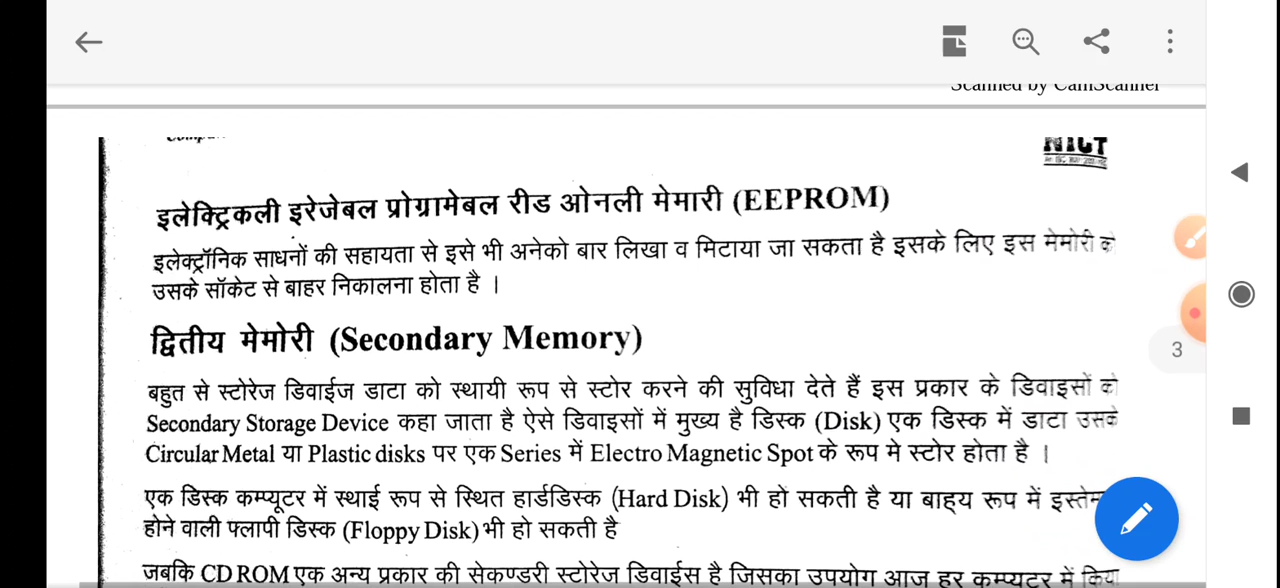 Scanned by CamScanner
NICT
इलेक्ट्रिकली इरेजेबल प्रोग्रामेबल रीड ओनली मेमारी (EEPROM)
इलेक्ट्रॉनिक साधनों की सहायता से इसे भी अनेको बार लिखा व मिटाया जा सकता है इसके लिए इस मेमोरी को
उसके सॉकेट से बाहर निकालना होता है ।
द्वितीय मेमोरी (Secondary Memory)
3
बहुत से स्टोरेज डिवाईज डाटा को स्थायी रूप से स्टोर करने की सुविधा देते हैं इस प्रकार के डिवाइसों को
Secondary Storage Device कहा जाता है ऐसे डिवाइसों में मुख्य है डिस्क (Disk) एक डिस्क में डाटा उसके
Circular Metal या Plastic disks पर एक Series में Electro Magnetic Spot के रूप मे स्टोर होता है ।
एक डिस्क कम्प्यूटर में स्थाई रूप से स्थित हार्डडिस्क (Hard Disk) भी हो सकती है या बाह्य रूप में
होने वाली फ्लापी डिस्क (Floppy Disk) भी हो सकती है
जबकि CD ROM एक अन्य प्रकार की सेकण्डरी स्टोरेज डिवाईस है जिसका उपयोग आज हर कम्प्यूटर में किया